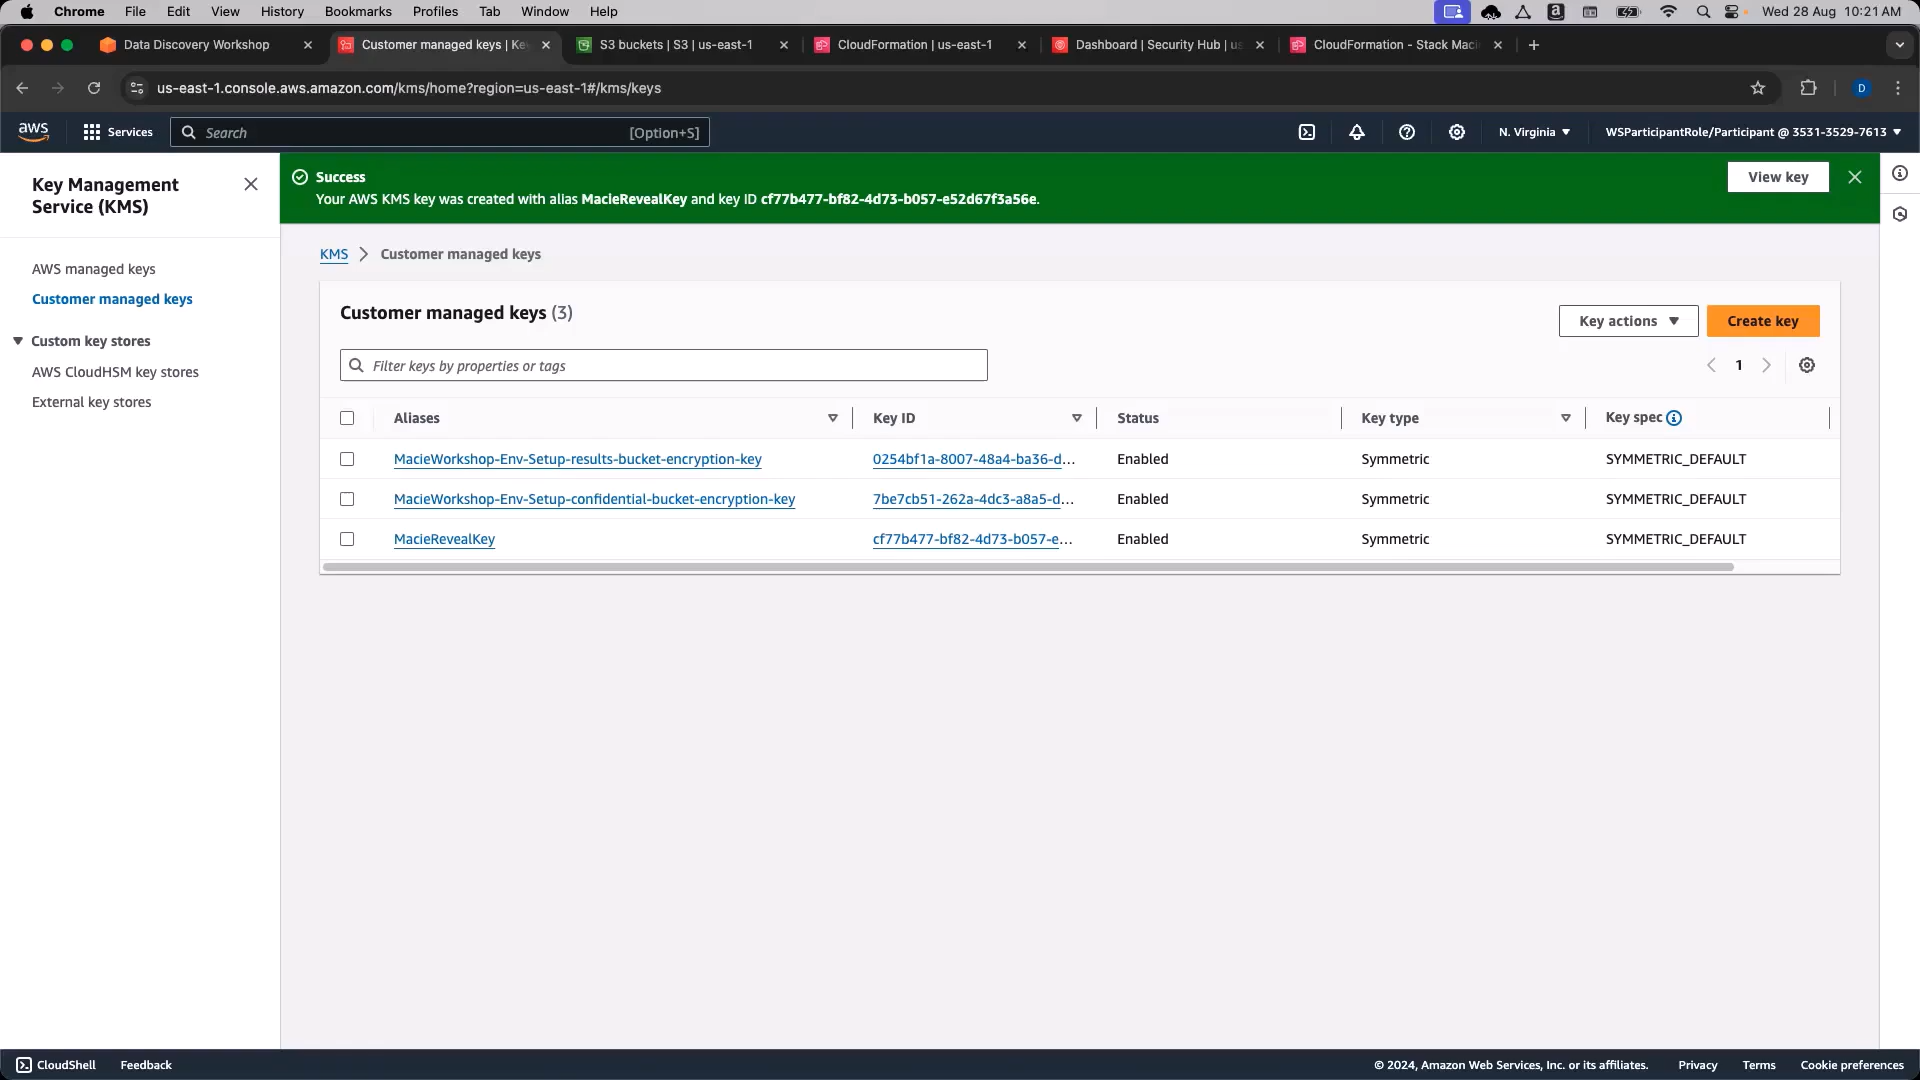 Chrome File Edit View History Bookmarks Profiles Tab Window Help Wed 28 Aug 10:21 AM
Data Discovery Workshop Customer managed keys | Ke S3 buckets | S3 | us-east-1 CloudFormation | us-east-1 Dashboard | Security Hub | us CloudFormation - Stack Maci
us-east-1.console.aws.amazon.com/kms/home?region=us-east-1#/kms/keys D
aws Services Search [Option+S] N. Virginia WSParticipantRole/Participant @ 3531-3529-7613
Key Management
Service (KMS)
AWS managed keys
Customer managed keys
Custom key stores
AWS CloudHSM key stores
External key stores
Success
Your AWS KMS key was created with alias MacieRevealKey and key ID cf77b477-bf82-4d73-b057-e52d67f3a56e.
View key
KMS Customer managed keys
Customer managed keys (3)
Key actions Create key
Filter keys by properties or tags
1
Aliases Key ID Status Key type Key spec
MacieWorkshop-Env-Setup-results-bucket-encryption-key 0254bf1a-8007-48a4-ba36-d... Enabled Symmetric SYMMETRIC_DEFAULT
MacieWorkshop-Env-Setup-confidential-bucket-encryption-key 7be7cb51-262a-4dc3-a8a5-d... Enabled Symmetric SYMMETRIC_DEFAULT
MacieRevealKey cf77b477-bf82-4d73-b057-e... Enabled Symmetric SYMMETRIC_DEFAULT
CloudShell Feedback © 2024, Amazon Web Services, Inc. or its affiliates. Privacy Terms Cookie preferences